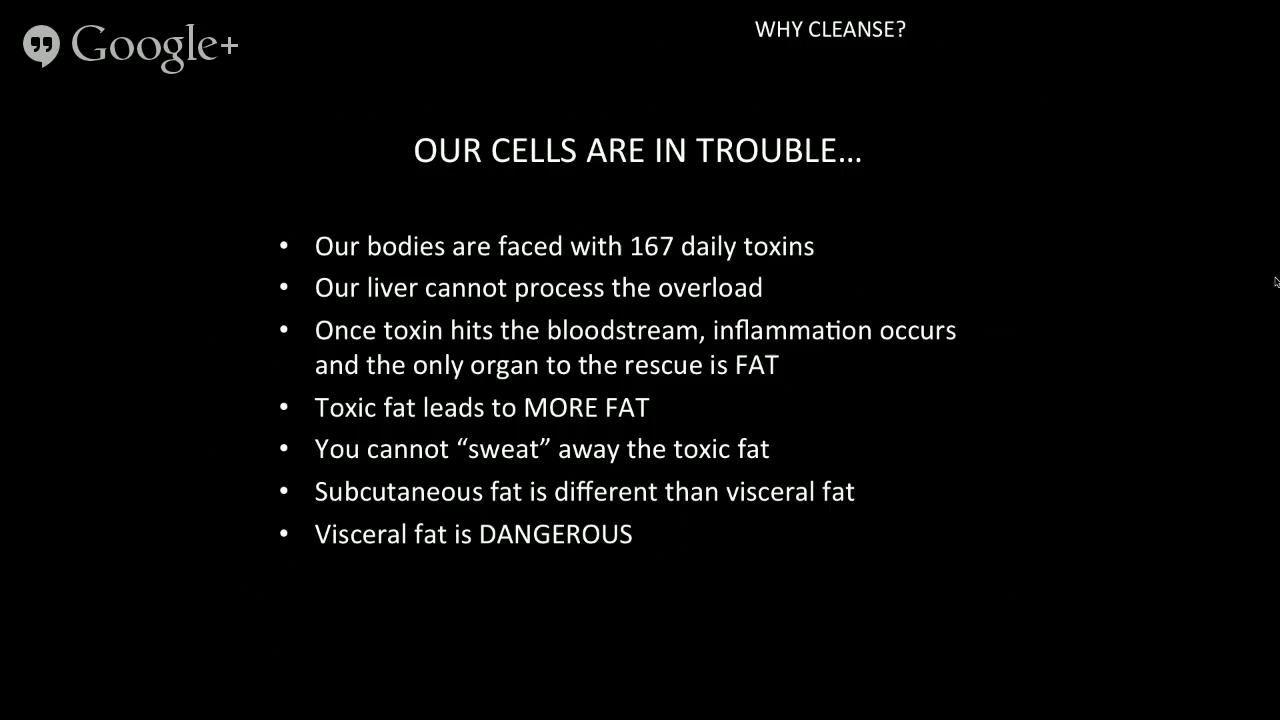 Google+
WHY CLEANSE?
OUR CELLS ARE IN TROUBLE...
• Our bodies are faced with 167 daily toxins
• Our liver cannot process the overload
• Once toxin hits the bloodstream, inflammation occurs
and the only organ to the rescue is FAT
• Toxic fat leads to MORE FAT
• You cannot “sweat” away the toxic fat
• Subcutaneous fat is different than visceral fat
• Visceral fat is DANGEROUS